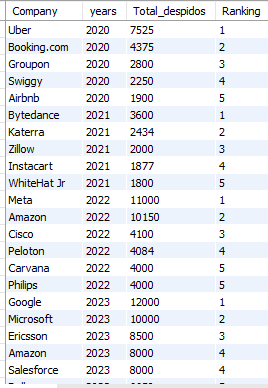 Company years Total_despidos Ranking
Uber 2020 7525 1
Booking.com 2020 4375 2
Groupon 2020 2800 3
Swiggy 2020 2250 4
Airbnb 2020 1900 5
Bytedance 2021 3600 1
Katerra 2021 2434 2
Zillow 2021 2000 3
Instacart 2021 1877 4
WhiteHat Jr 2021 1800 5
Meta 2022 11000 1
Amazon 2022 10150 2
Cisco 2022 4100 3
Peloton 2022 4084 4
Carvana 2022 4000 5
Philips 2022 4000 5
Google 2023 12000 1
Microsoft 2023 10000 2
Ericsson 2023 8500 3
Amazon 2023 8000 4
Salesforce 2023 8000 4